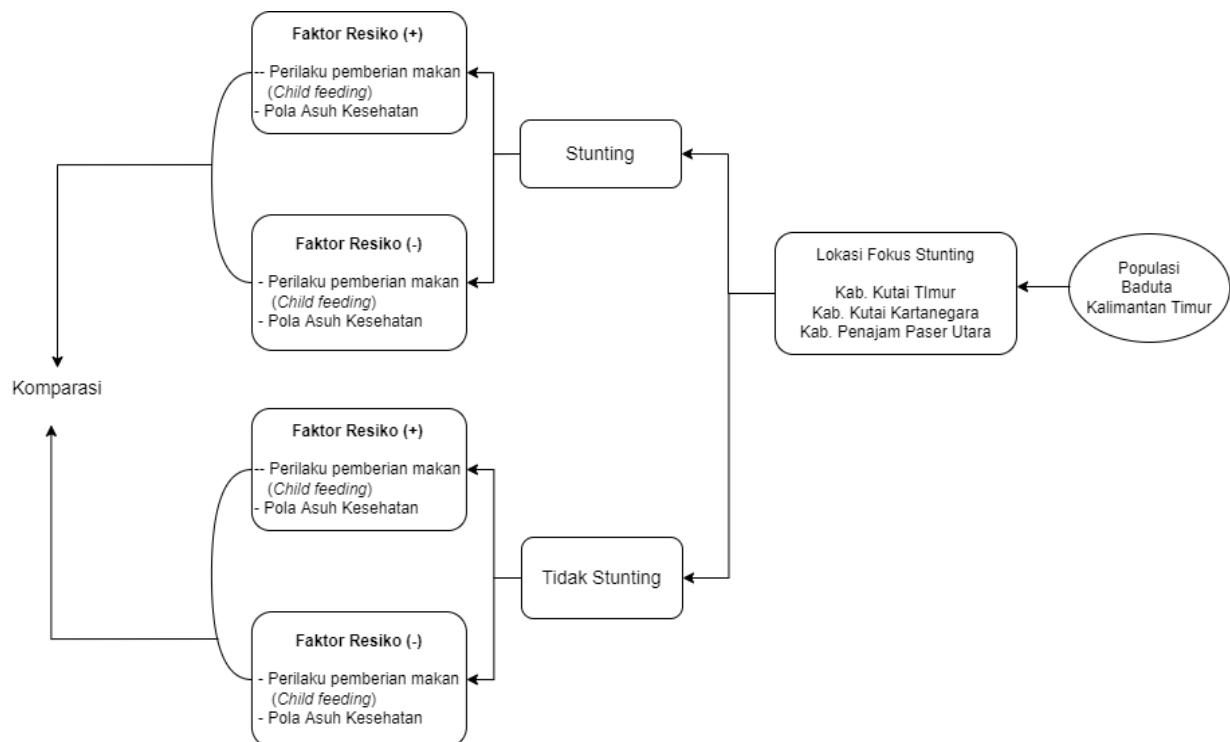 Faktor Resiko (+)
-- Perilaku pemberian makan
(Child feeding)
- Pola Asuh Kesehatan
Stunting
Faktor Resiko (-)
- Perilaku pemberian makan
(Child feeding)
- Pola Asuh Kesehatan
Lokasi Fokus Stunting
Kab. Kutai TImur
Kab. Kutai Kartanegara
Kab. Penajam Paser Utara
Populasi
Baduta
Kalimantan Timur
Komparasi
Faktor Resiko (+)
-- Perilaku pemberian makan
(Child feeding)
- Pola Asuh Kesehatan
Tidak Stunting
Faktor Resiko (-)
- Perilaku pemberian makan
(Child feeding)
- Pola Asuh Kesehatan